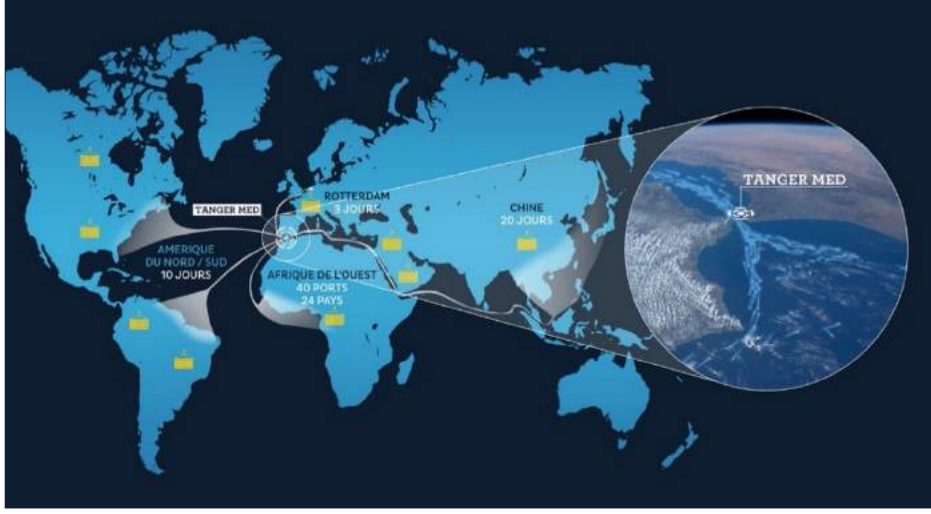 TANGER MED
ROTTERDAM
3 JOURS
CHINE
20 JOURS
AMERIQUE
DU NORD / SUD
10 JOURS
AFRIQUE DE L'OUEST
40 PORTS
24 PAYS
TANGER MED